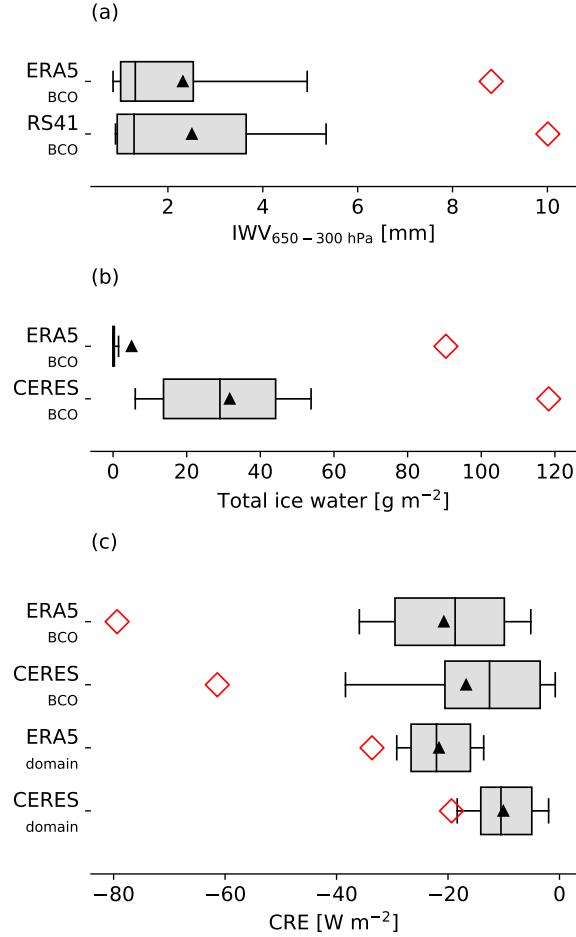 (a)
ERA5
BCO
RS41
BCO
2 4 6 8 10
IWV650 − 300 hPa [mm]
(b)
ERA5
BCO
CERES
BCO
0 20 40 60 80 100 120
Total ice water [g m−2]
(c)
ERA5
BCO
CERES
BCO
ERA5
domain
CERES
domain
−80 −60 −40 −20 0
CRE [W m−2]